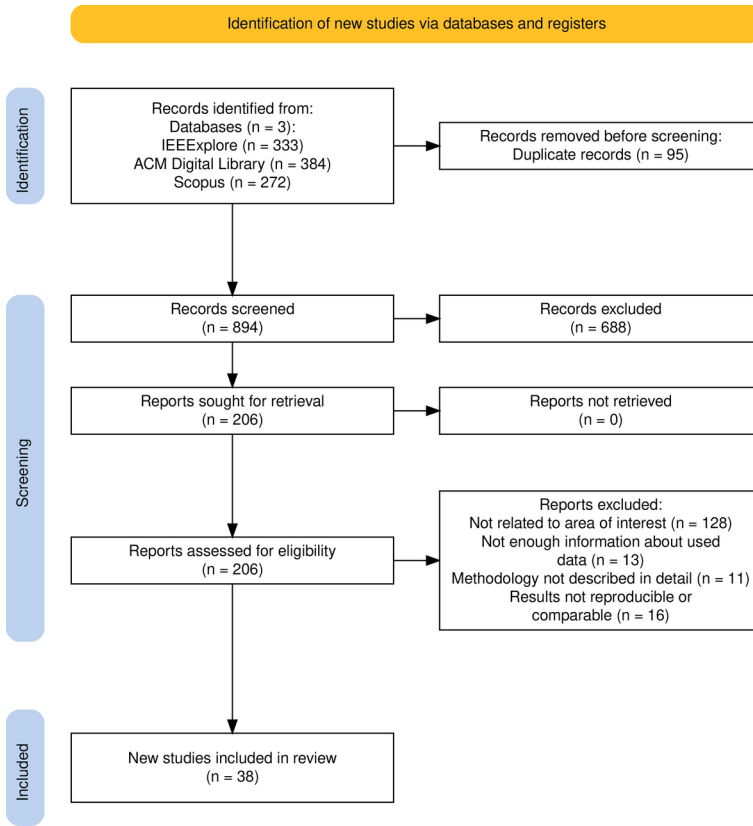 Identification of new studies via databases and registers
Identification
Records identified from:
Databases (n = 3):
IEEExplore (n = 333)
ACM Digital Library (n = 384)
Scopus (n = 272)
Records removed before screening:
Duplicate records (n = 95)
Screening
Records screened
(n = 894)
Records excluded
(n = 688)
Reports sought for retrieval
(n = 206)
Reports not retrieved
(n = 0)
Reports assessed for eligibility
(n = 206)
Reports excluded:
Not related to area of interest (n = 128)
Not enough information about used
data (n = 13)
Methodology not described in detail (n = 11)
Results not reproducible or
comparable (n = 16)
Included
New studies included in review
(n = 38)